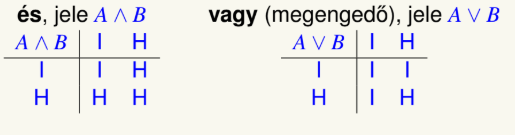 és, jele A ∧ B vagy (megengedő), jele A ∨ B
A ∧ B I H A ∨ B I H
I I H I I I
H H H H I I